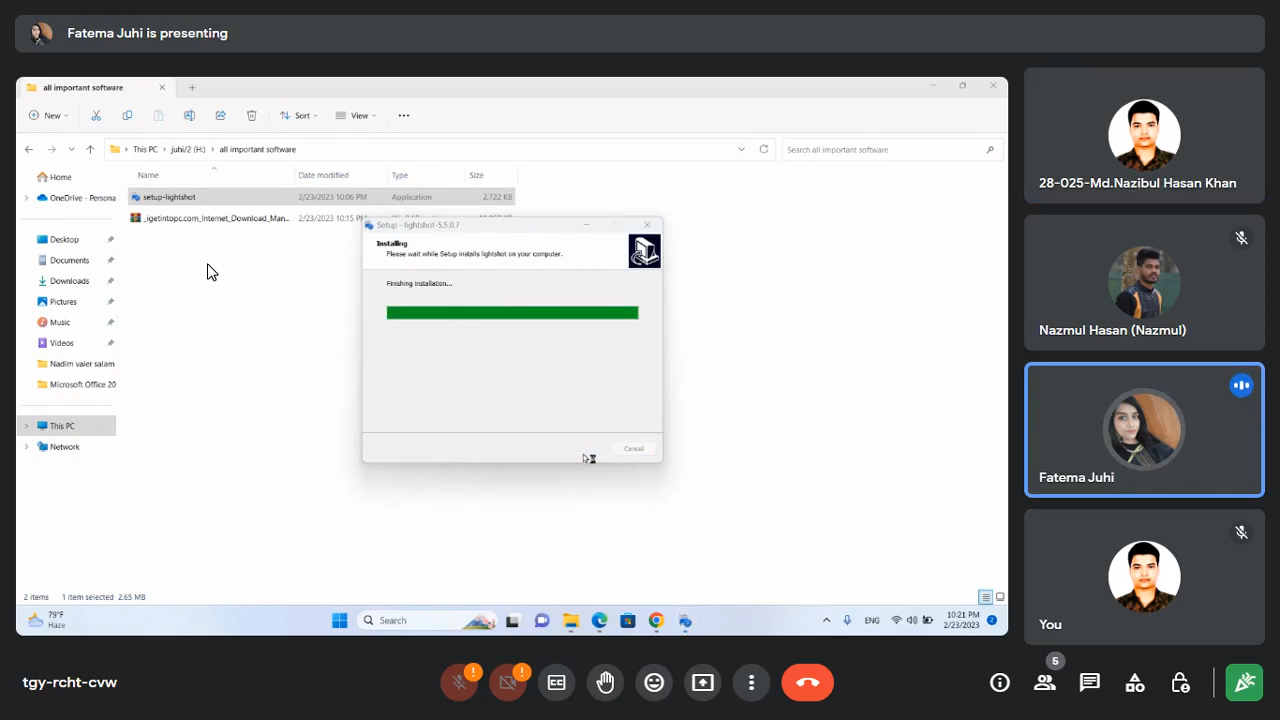 Fatema Juhi is presenting
all important software
New
Sort
View
This PC
juhi/2 (H:)
all important software
Search all important software
Name
Date modified
Type
Size
Home
OneDrive - Persona
Desktop
Documents
Downloads
Pictures
Music
Videos
Nadim vaier salam
Microsoft Office 20
This PC
Network
setup-lightshot
2/23/2023 10:06 PM
Application
2,722 KB
_igetintopc.com_Internet_Download_Man...
2/23/2023 10:15 PM
Setup - lightshot-5.5.0.7
Installing
Please wait while Setup installs lightshot on your computer.
Finishing installation...
Cancel
2 items
1 item selected
2.65 MB
79°F
Haze
Search
ENG
10:21 PM
2/23/2023
2
28-025-Md.Nazibul Hasan Khan
Nazmul Hasan (Nazmul)
Fatema Juhi
You
tgy-rcht-cvw
!
!
CC
5